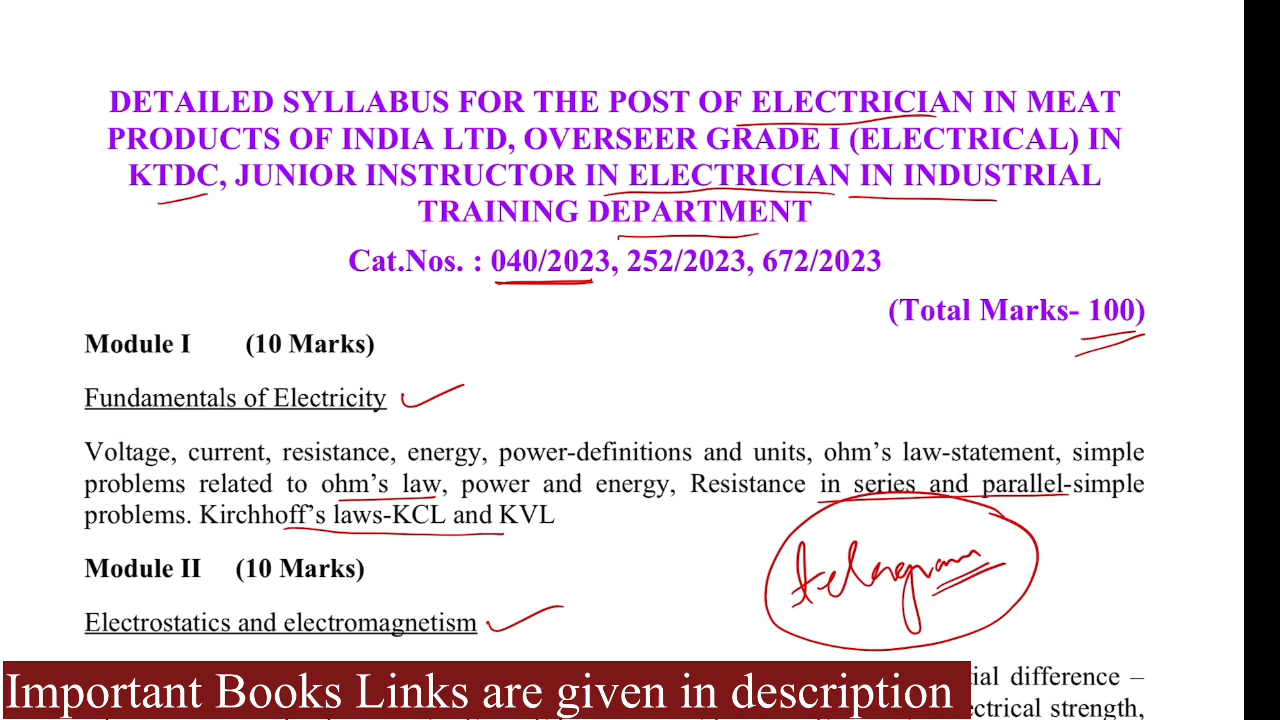 DETAILED SYLLABUS FOR THE POST OF ELECTRICIAN IN MEAT
PRODUCTS OF INDIA LTD, OVERSEER GRADE I (ELECTRICAL) IN
KTDC, JUNIOR INSTRUCTOR IN ELECTRICIAN IN INDUSTRIAL
TRAINING DEPARTMENT
Cat.Nos. : 040/2023, 252/2023, 672/2023
(Total Marks- 100)
Module I (10 Marks)
Fundamentals of Electricity
Voltage, current, resistance, energy, power-definitions and units, ohm’s law-statement, simple
problems related to ohm’s law, power and energy, Resistance in series and parallel-simple
problems. Kirchhoff’s laws-KCL and KVL
telegram
Module II (10 Marks)
Electrostatics and electromagnetism
difference –
strength,
Important Books Links are given in description